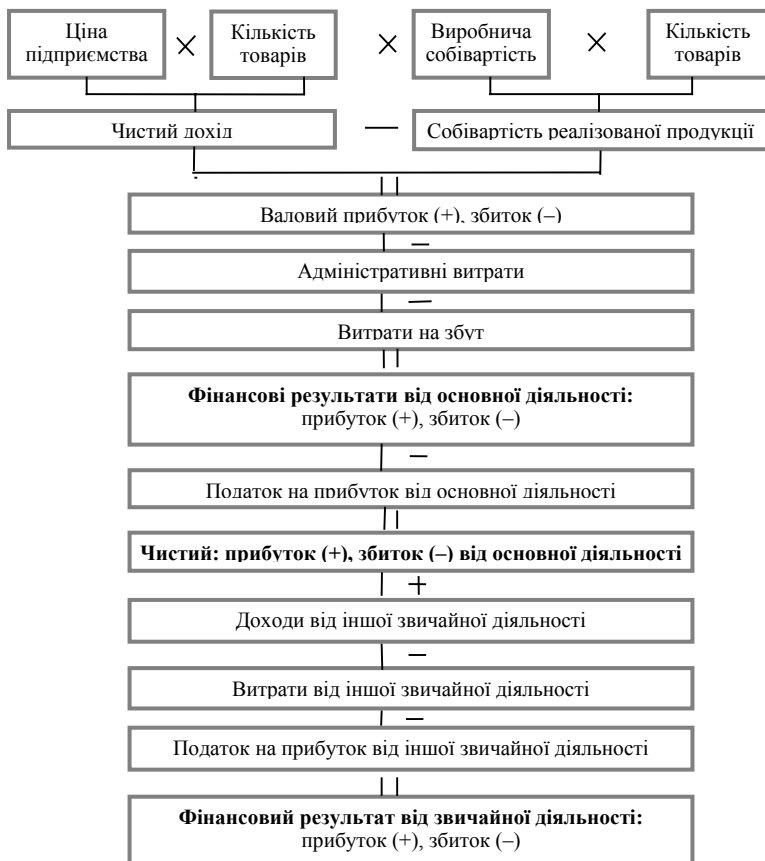 Ціна
підприємства
×
Кількість
товарів
×
Виробнича
собівартість
×
Кількість
товарів
Чистий дохід
—
Собівартість реалізованої продукції
Валовий прибуток (+), збиток (–)
–
Адміністративні витрати
—
Витрати на збут
Фінансові результати від основної діяльності:
прибуток (+), збиток (–)
–
Податок на прибуток від основної діяльності
Чистий: прибуток (+), збиток (–) від основної діяльності
+
Доходи від іншої звичайної діяльності
–
Витрати від іншої звичайної діяльності
–
Податок на прибуток від іншої звичайної діяльності
Фінансовий результат від звичайної діяльності:
прибуток (+), збиток (–)